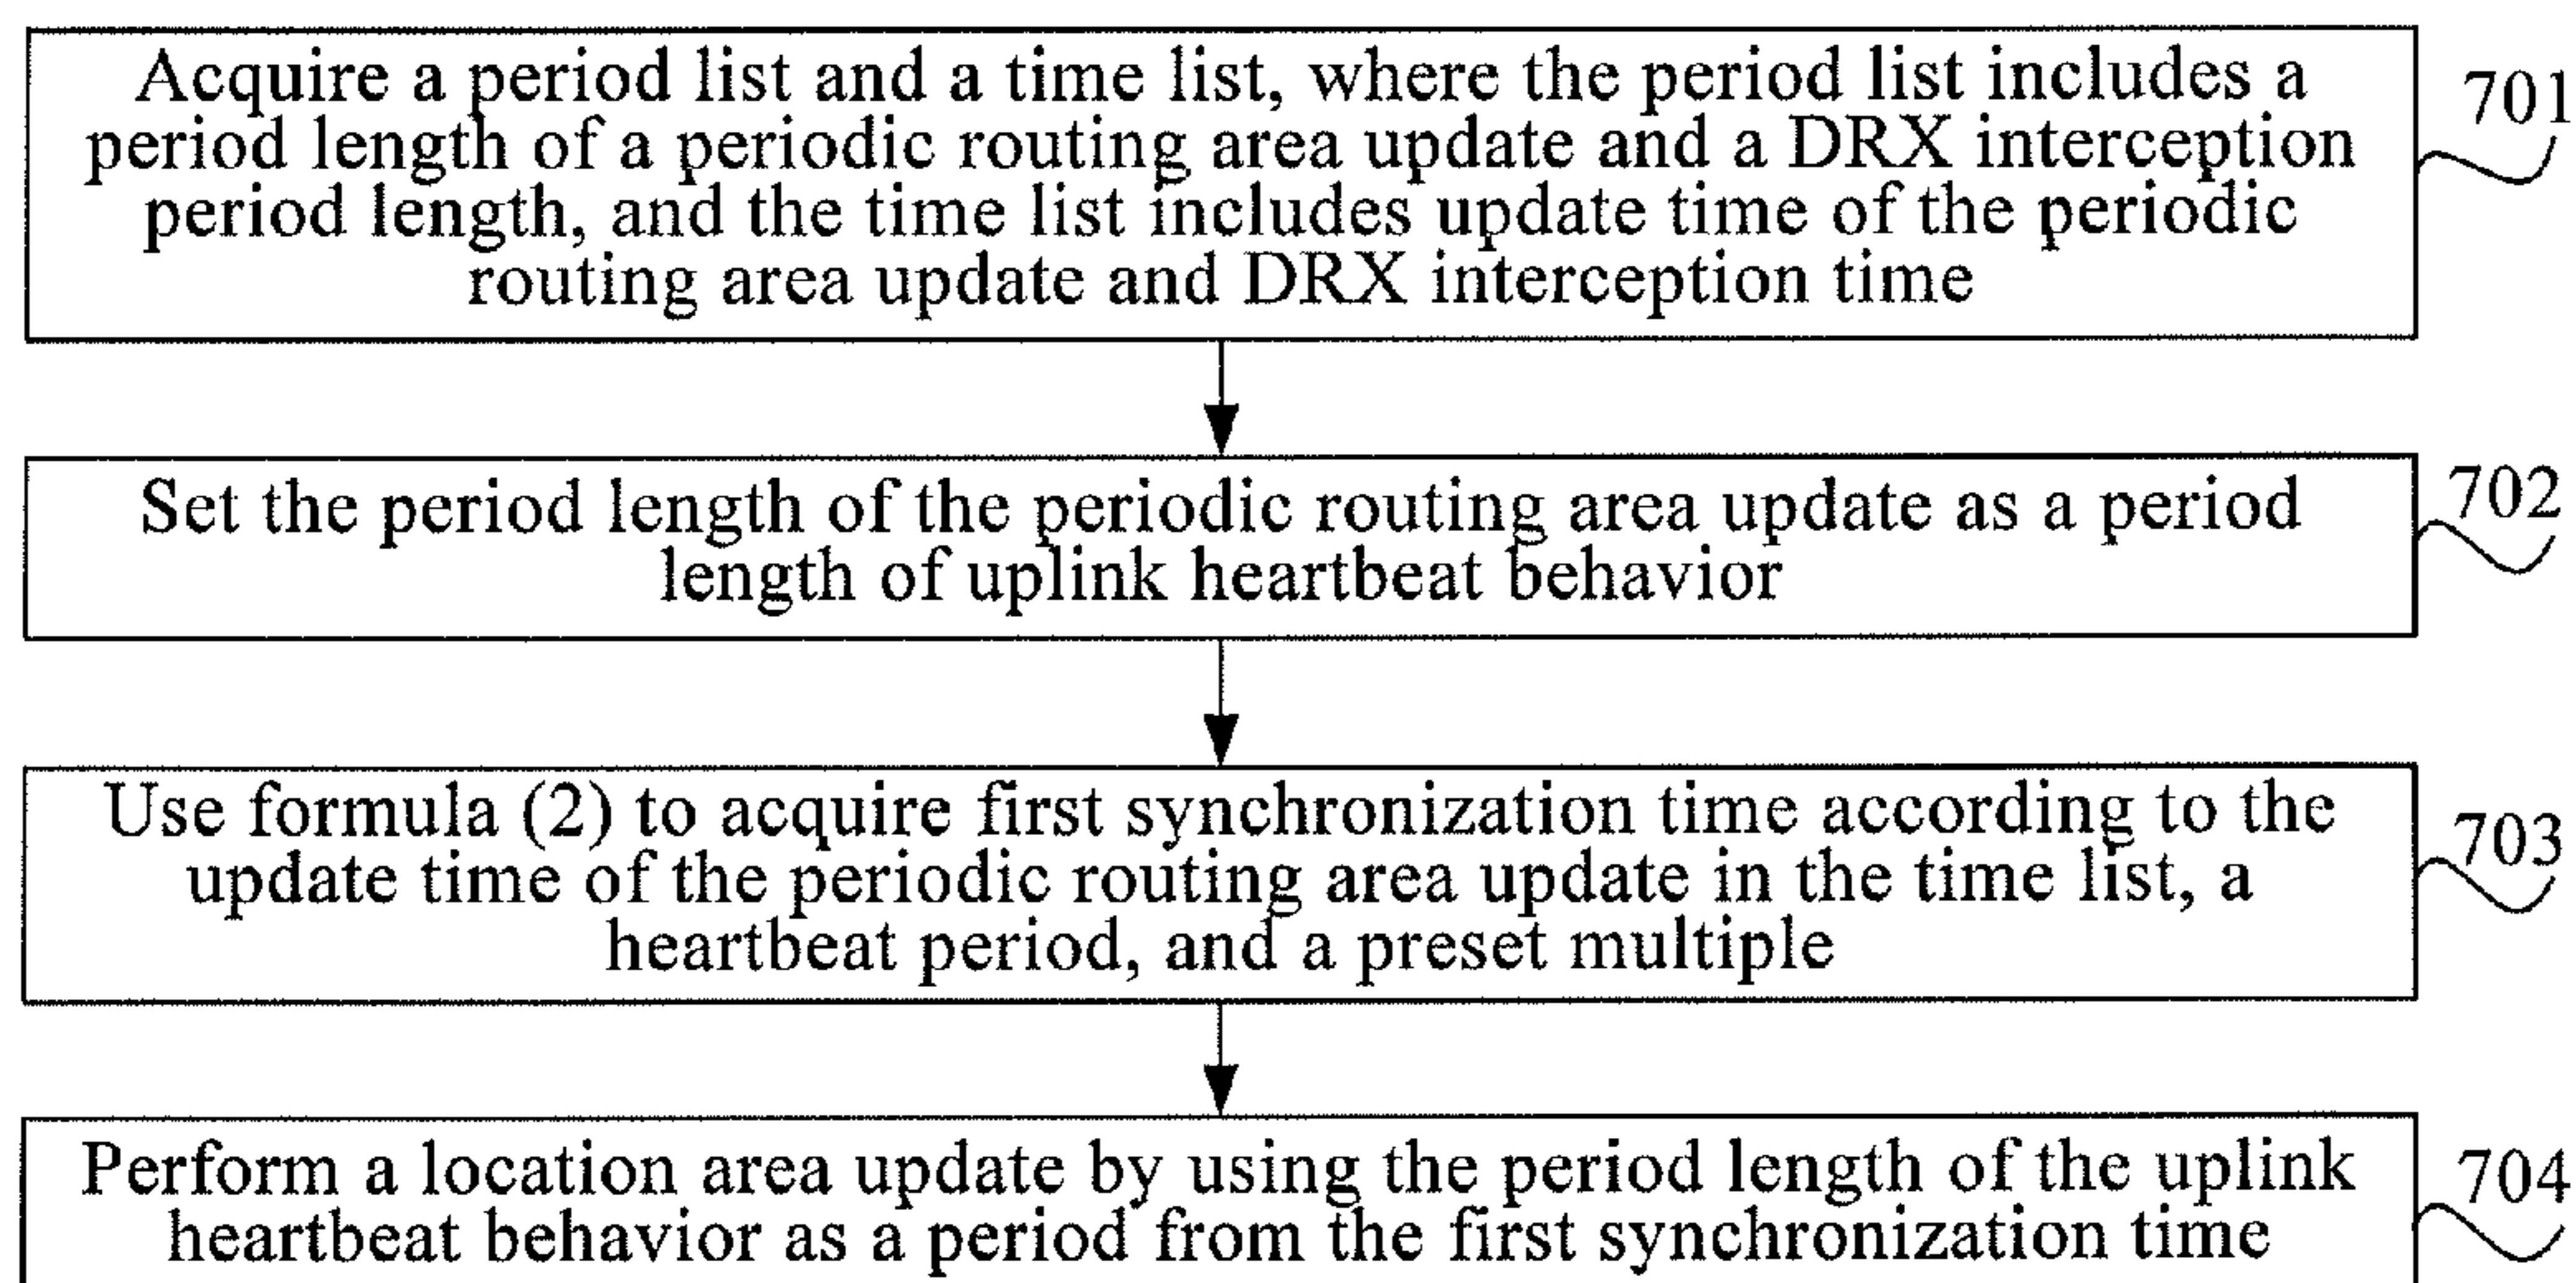 Acquire a period list and a time list, where the period list includes a
period length of a periodic routing area update and a DRX interception
period length, and the time list includes update time of the periodic
routing area update and DRX interception time
701
Set the period length of the periodic routing area update as a period
length of uplink heartbeat behavior
702
Use formula (2) to acquire first synchronization time according to the
update time of the periodic routing area update in the time list, a
heartbeat period, and a preset multiple
703
Perform a location area update by using the period length of the uplink
heartbeat behavior as a period from the first synchronization time
704